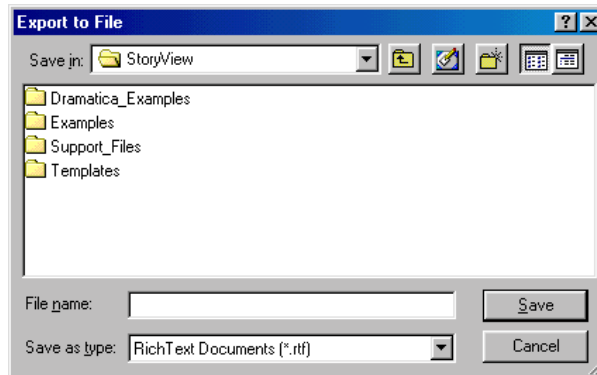 Export to File
Save in: StoryView
Dramatica_Examples
Examples
Support_Files
Templates
File name: Save
Save as type: RichText Documents (*.rtf) Cancel